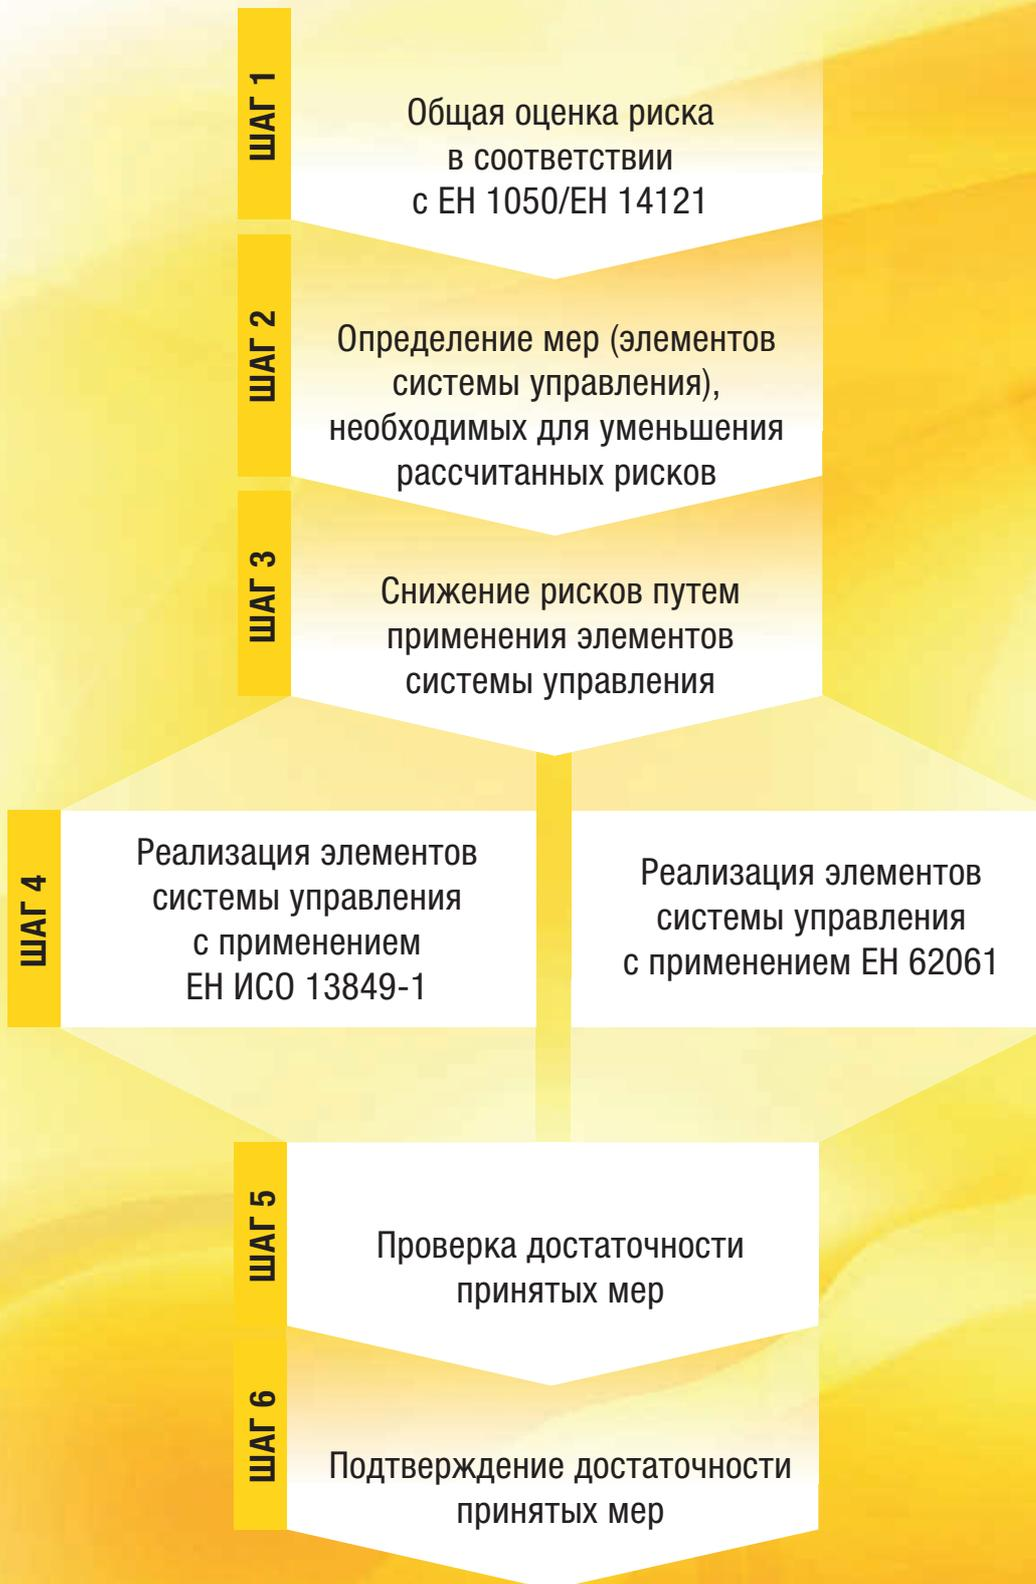 ШАГ 1
Общая оценка риска
в соответствии
с ЕН 1050/ЕН 14121
ШАГ 2
Определение мер (элементов
системы управления),
необходимых для уменьшения
рассчитанных рисков
ШАГ 3
Снижение рисков путем
применения элементов
системы управления
ШАГ 4
Реализация элементов
системы управления
с применением
ЕН ИСО 13849-1
Реализация элементов
системы управления
с применением ЕН 62061
ШАГ 5
Проверка достаточности
принятых мер
ШАГ 6
Подтверждение достаточности
принятых мер